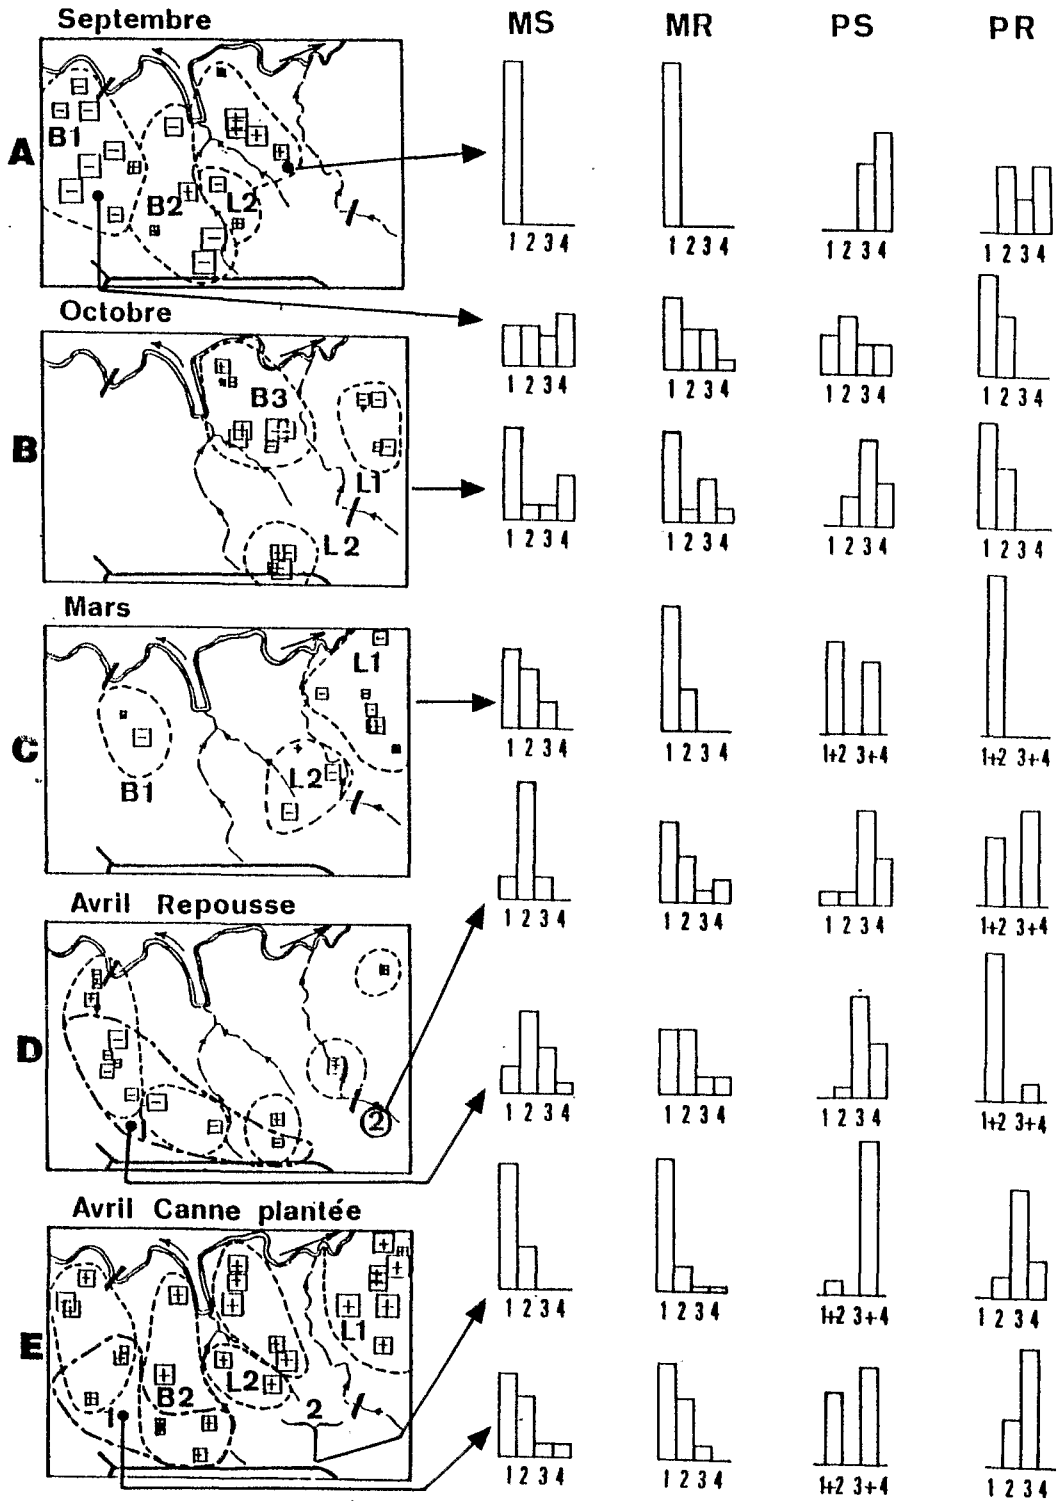 Septembre
MS MR PS PR
A
B1
B2
L2
1 2 3 4 1 2 3 4 1 2 3 4 1 2 3 4
Octobre
1 2 3 4 1 2 3 4 1 2 3 4 1 2 3 4
B
B3
L1
L2
1 2 3 4 1 2 3 4 1 2 3 4 1 2 3 4
Mars
C
L1
L2
B1
1 2 3 4 1 2 3 4 1+2 3+4 1+2 3+4
Avril Repousse
1 2 3 4 1 2 3 4 1 2 3 4 1+2 3+4
D
2
1
1 2 3 4 1 2 3 4 1 2 3 4 1+2 3+4
Avril Canne plantée
E
L1
B2
L2
1
2
1 2 3 4 1 2 3 4 1+2 3+4 1 2 3 4
1 2 3 4 1 2 3 4 1+2 3+4 1 2 3 4